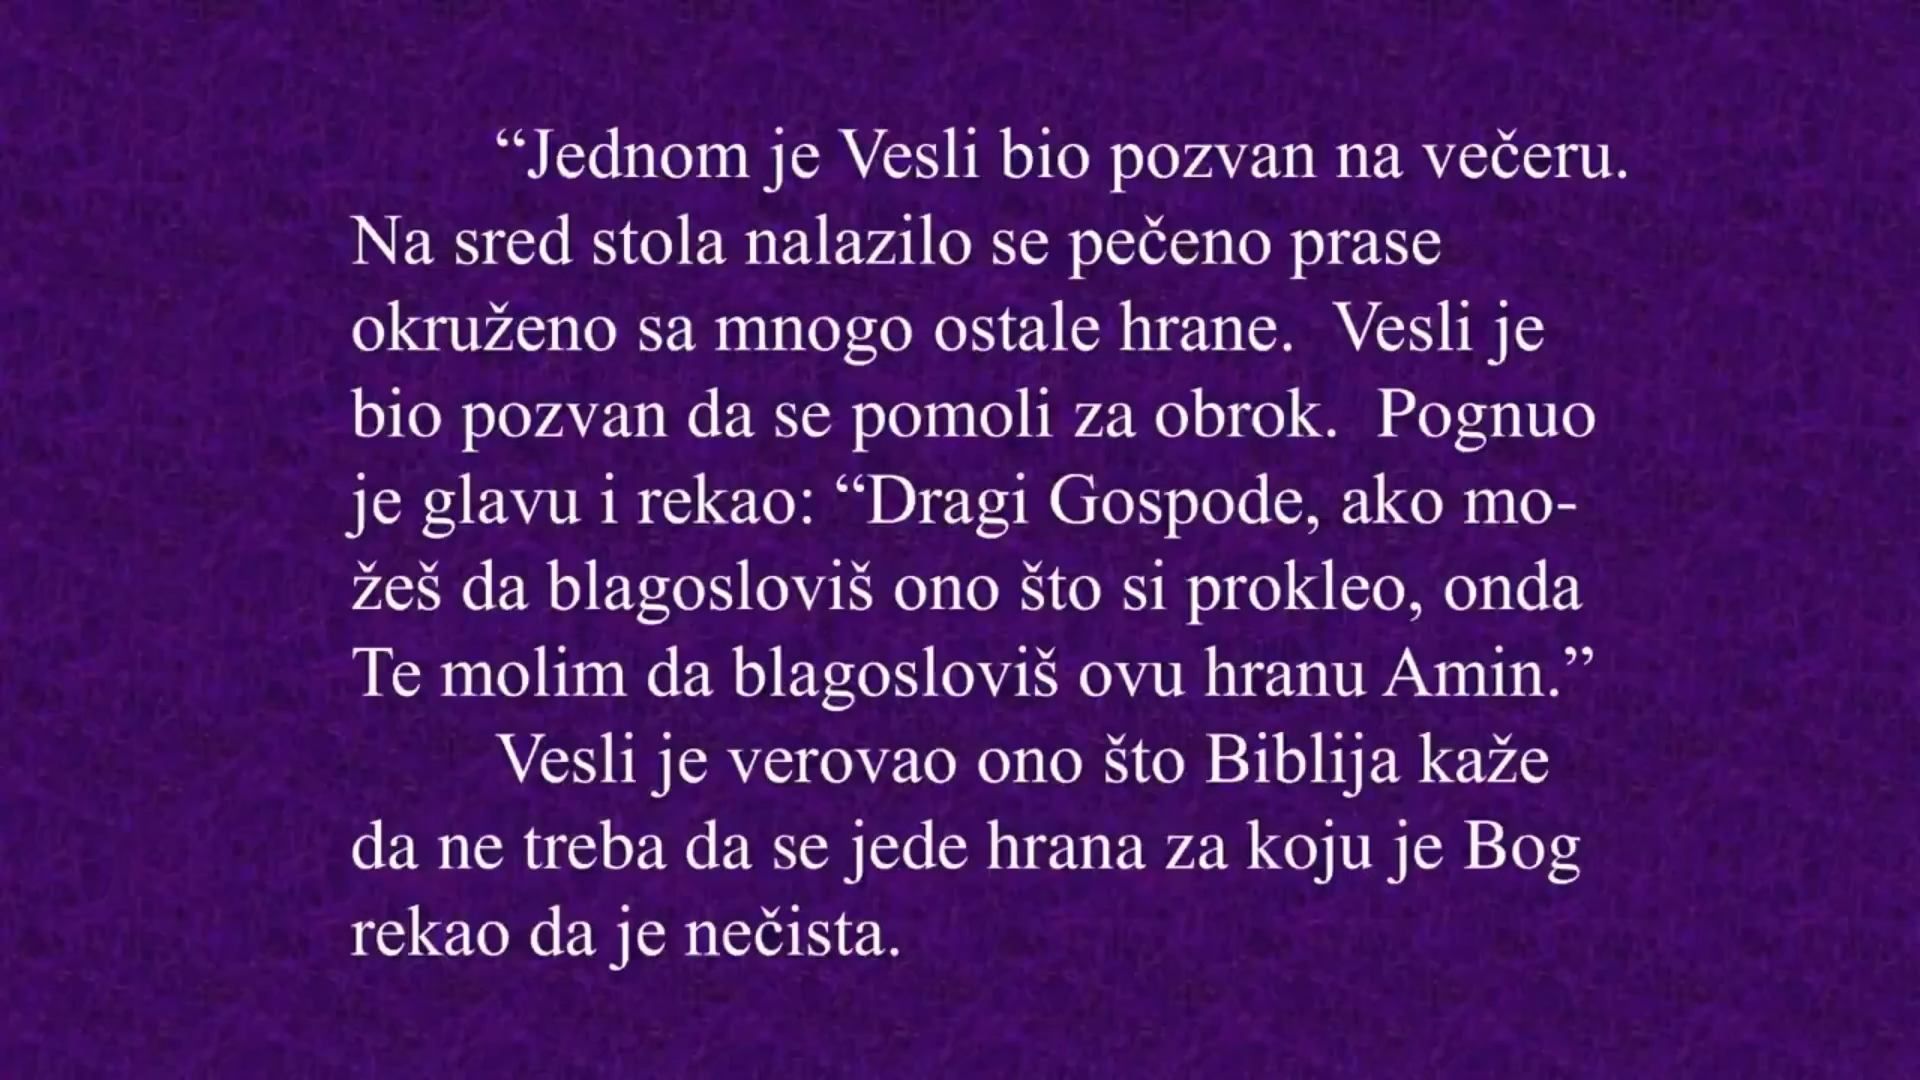 “Jednom je Vesli bio pozvan na večeru.
Na sred stola nalazilo se pečeno prase
okruženo sa mnogo ostale hrane.  Vesli je
bio pozvan da se pomoli za obrok.  Pognuo
je glavu i rekao: “Dragi Gospode, ako mo-
žeš da blagosloviš ono što si prokleo, onda
Te molim da blagosloviš ovu hranu Amin.”
Vesli je verovao ono što Biblija kaže
da ne treba da se jede hrana za koju je Bog
rekao da je nečista.